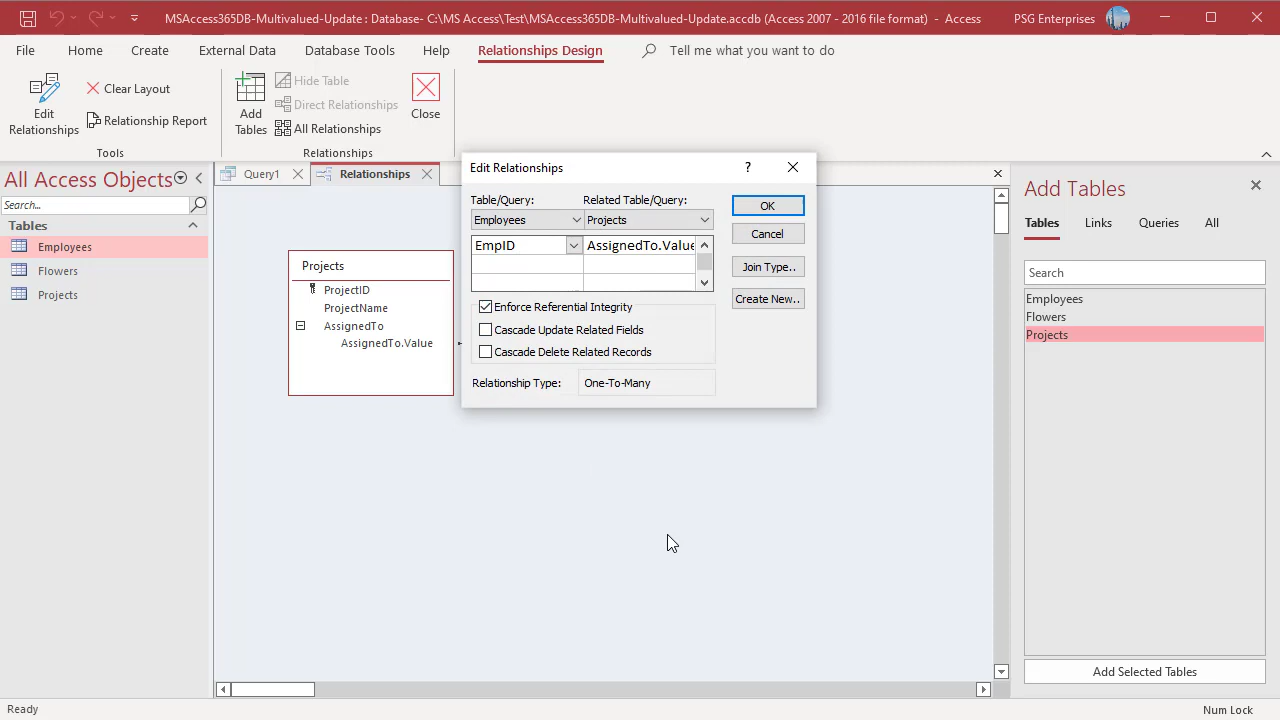 MSAccess365DB-Multivalued-Update : Database- C:\MS Access\Test\MSAccess365DB-Multivalued-Update.accdb (Access 2007 - 2016 file format) - Access
PSG Enterprises
File
Home
Create
External Data
Database Tools
Help
Relationships Design
Tell me what you want to do
Edit
Relationships
Clear Layout
Relationship Report
Tools
Add
Tables
Hide Table
Direct Relationships
All Relationships
Close
Relationships
All Access Objects
Search...
Tables
Employees
Flowers
Projects
Query1
Relationships
Projects
ProjectID
ProjectName
AssignedTo
AssignedTo.Value
Edit Relationships
?
Table/Query:
Related Table/Query:
Employees
Projects
EmpID
AssignedTo.Value
Enforce Referential Integrity
Cascade Update Related Fields
Cascade Delete Related Records
Relationship Type:
One-To-Many
OK
Cancel
Join Type..
Create New..
Add Tables
Tables
Links
Queries
All
Search
Employees
Flowers
Projects
Add Selected Tables
Ready
Num Lock